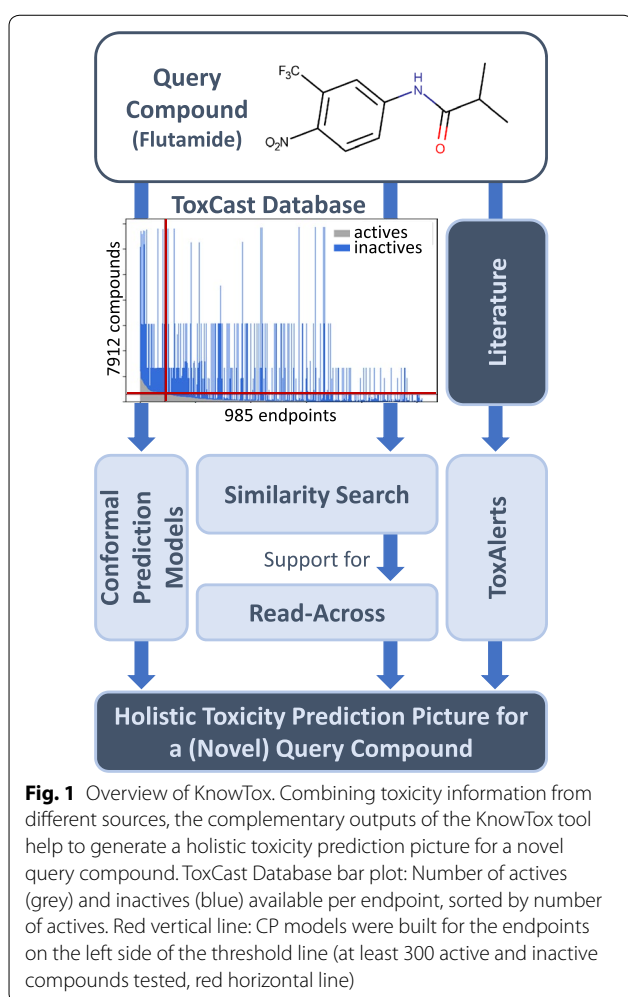 Query
Compound
(Flutamide)
F₃C
O₂N
H
N
O
ToxCast Database
actives
inactives
7912 compounds
985 endpoints
Literature
Conformal
Prediction
Models
Similarity Search
Support for
Read-Across
ToxAlerts
Holistic Toxicity Prediction Picture for
a (Novel) Query Compound
Fig. 1 Overview of KnowTox. Combining toxicity information from
different sources, the complementary outputs of the KnowTox tool
help to generate a holistic toxicity prediction picture for a novel
query compound. ToxCast Database bar plot: Number of actives
(grey) and inactives (blue) available per endpoint, sorted by number
of actives. Red vertical line: CP models were built for the endpoints
on the left side of the threshold line (at least 300 active and inactive
compounds tested, red horizontal line)